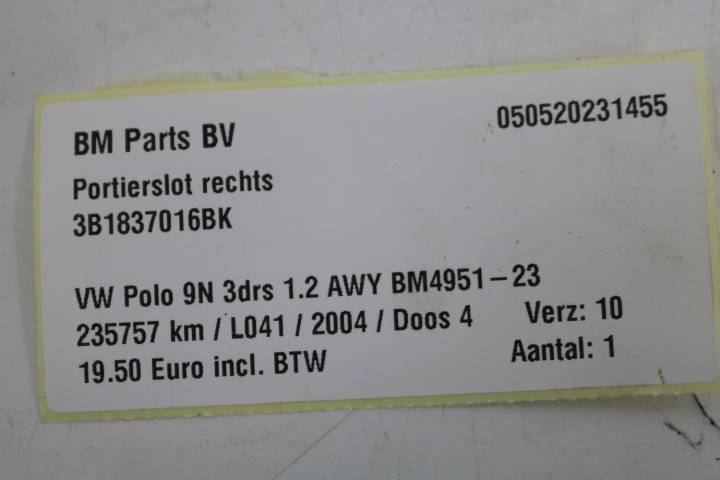 BM Parts BV 050520231455
Portierslot rechts
3B1837016BK
VW Polo 9N 3drs 1.2 AWY BM4951-23
235757 km / L041 / 2004 / Doos 4 Verz: 10
19.50 Euro incl. BTW Aantal: 1